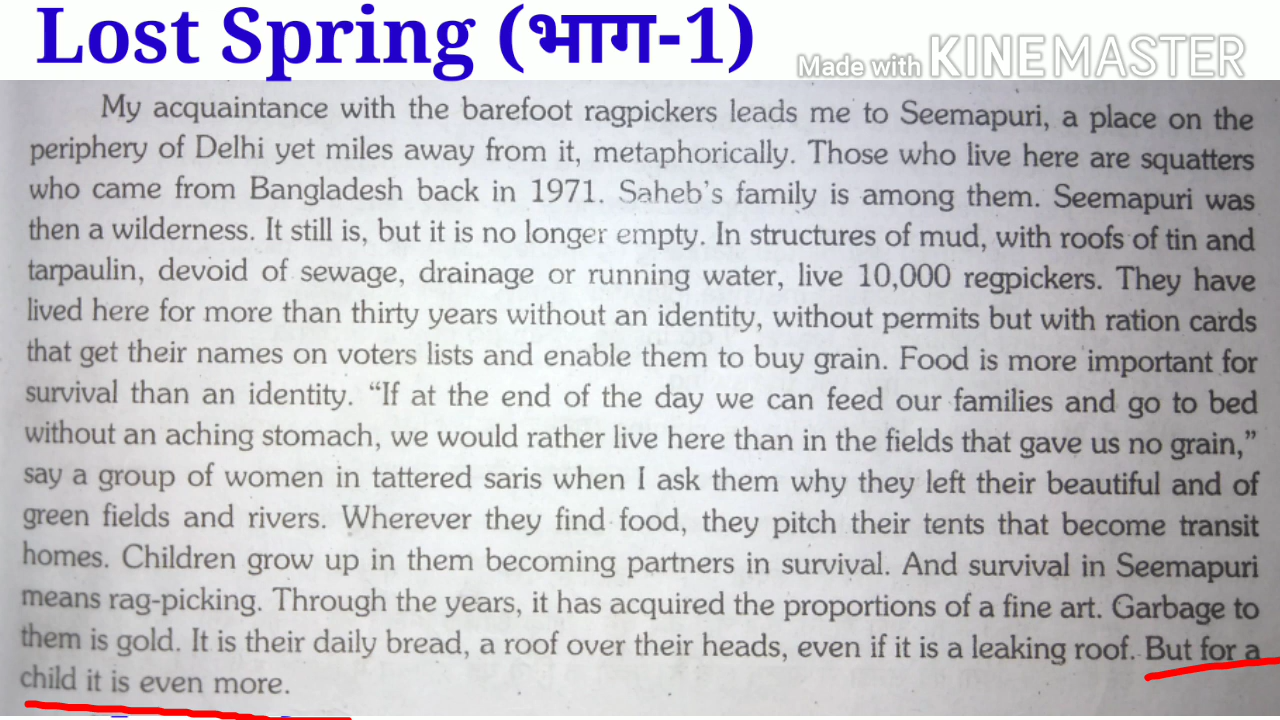 Lost Spring (भाग-1)
Made with KINEMASTER
My acquaintance with the barefoot ragpickers leads me to Seemapuri, a place on the
periphery of Delhi yet miles away from it, metaphorically. Those who live here are squatters
who came from Bangladesh back in 1971. Saheb's family is among them. Seemapuri was
then a wilderness. It still is, but it is no longer empty. In structures of mud, with roofs of tin and
tarpaulin, devoid of sewage, drainage or running water, live 10,000 regpickers. They have
lived here for more than thirty years without an identity, without permits but with ration cards
that get their names on voters lists and enable them to buy grain. Food is more important for
survival than an identity. “If at the end of the day we can feed our families and go to bed
without an aching stomach, we would rather live here than in the fields that gave us no grain,”
say a group of women in tattered saris when I ask them why they left their beautiful and of
green fields and rivers. Wherever they find food, they pitch their tents that become transit
homes. Children grow up in them becoming partners in survival. And survival in Seemapuri
means rag-picking. Through the years, it has acquired the proportions of a fine art. Garbage to
them is gold. It is their daily bread, a roof over their heads, even if it is a leaking roof. But for a
child it is even more.